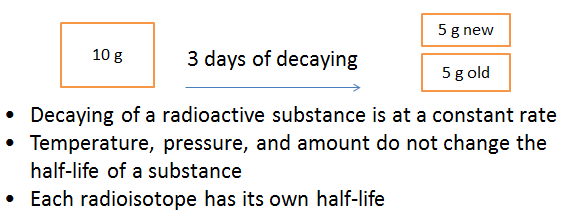 10 g
3 days of decaying
5 g new
5 g old
• Decaying of a radioactive substance is at a constant rate
• Temperature, pressure, and amount do not change the
half-life of a substance
• Each radioisotope has its own half-life